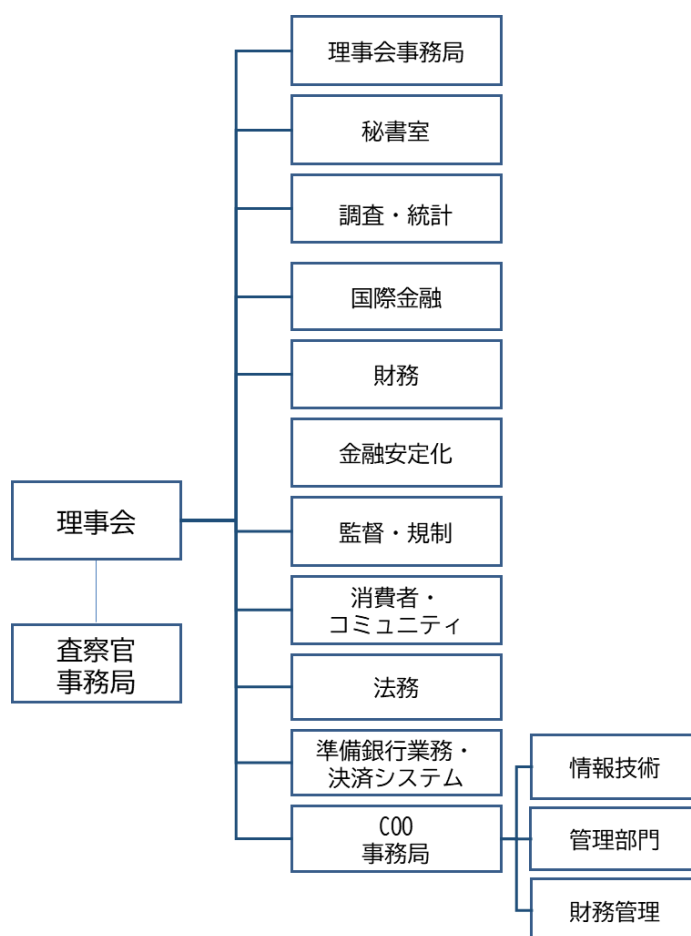 理事会事務局
秘書室
調査・統計
国際金融
財務
金融安定化
理事会
監督・規制
消費者・
コミュニティ
査察官
事務局
法務
準備銀行業務・
決済システム
情報技術
COO
事務局
管理部門
財務管理